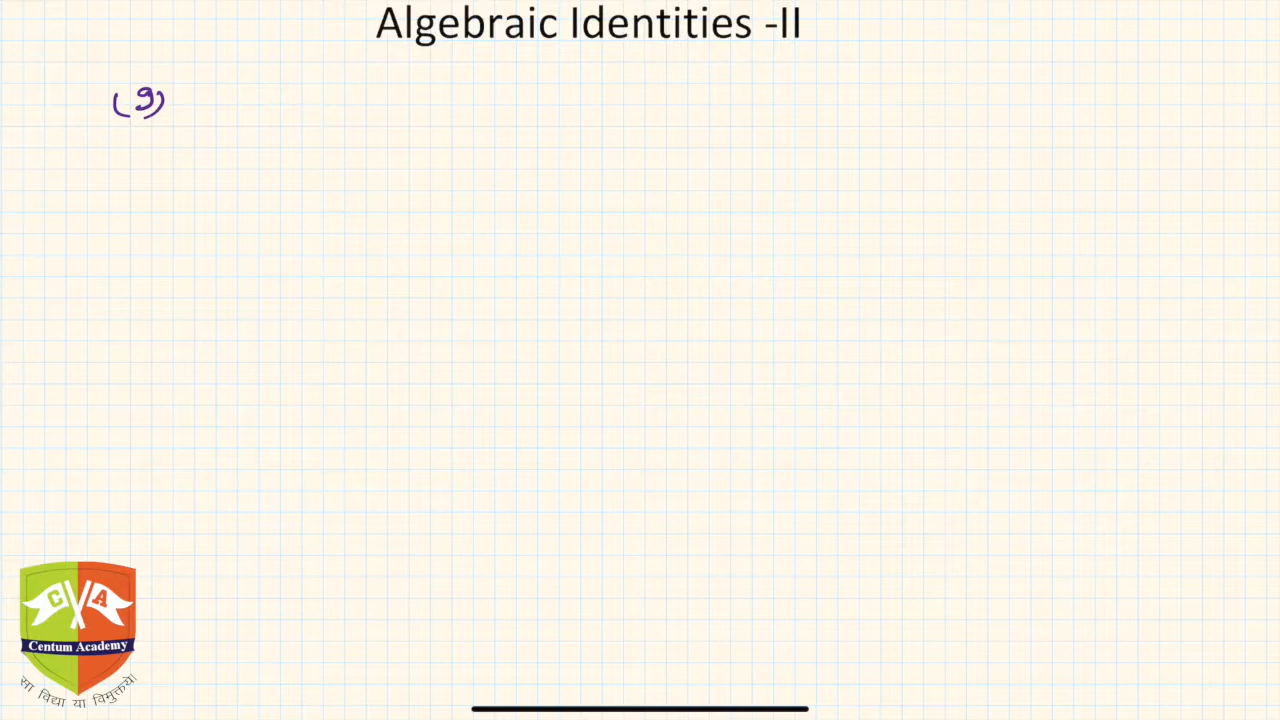 Algebraic Identities -II
(9)
C A
Centum Academy
सा विद्या या विमुक्तये